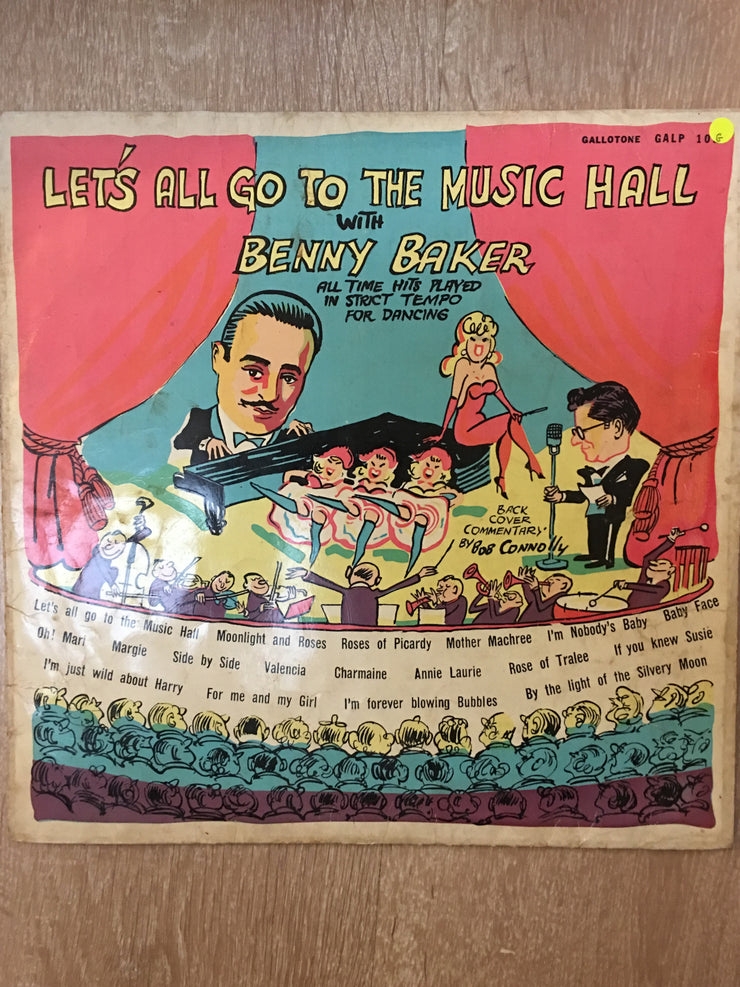 GALLOTONE GALP 10
G
LET'S ALL GO TO THE MUSIC HALL
WITH
BENNY BAKER
ALL TIME HITS PLAYED
IN STRICT TEMPO
FOR DANCING
BACK
COVER
COMMENTARY
BY BOB CONNOLLY
Let's all go to the Music Hall Moonlight and Roses Roses of Picardy Mother Machree I'm Nobody's Baby Baby Face
Oh! Mari Margie Side by Side Valencia Charmaine Annie Laurie Rose of Tralee If you knew Susie
I'm just wild about Harry For me and my Girl I'm forever blowing Bubbles By the light of the Silvery Moon